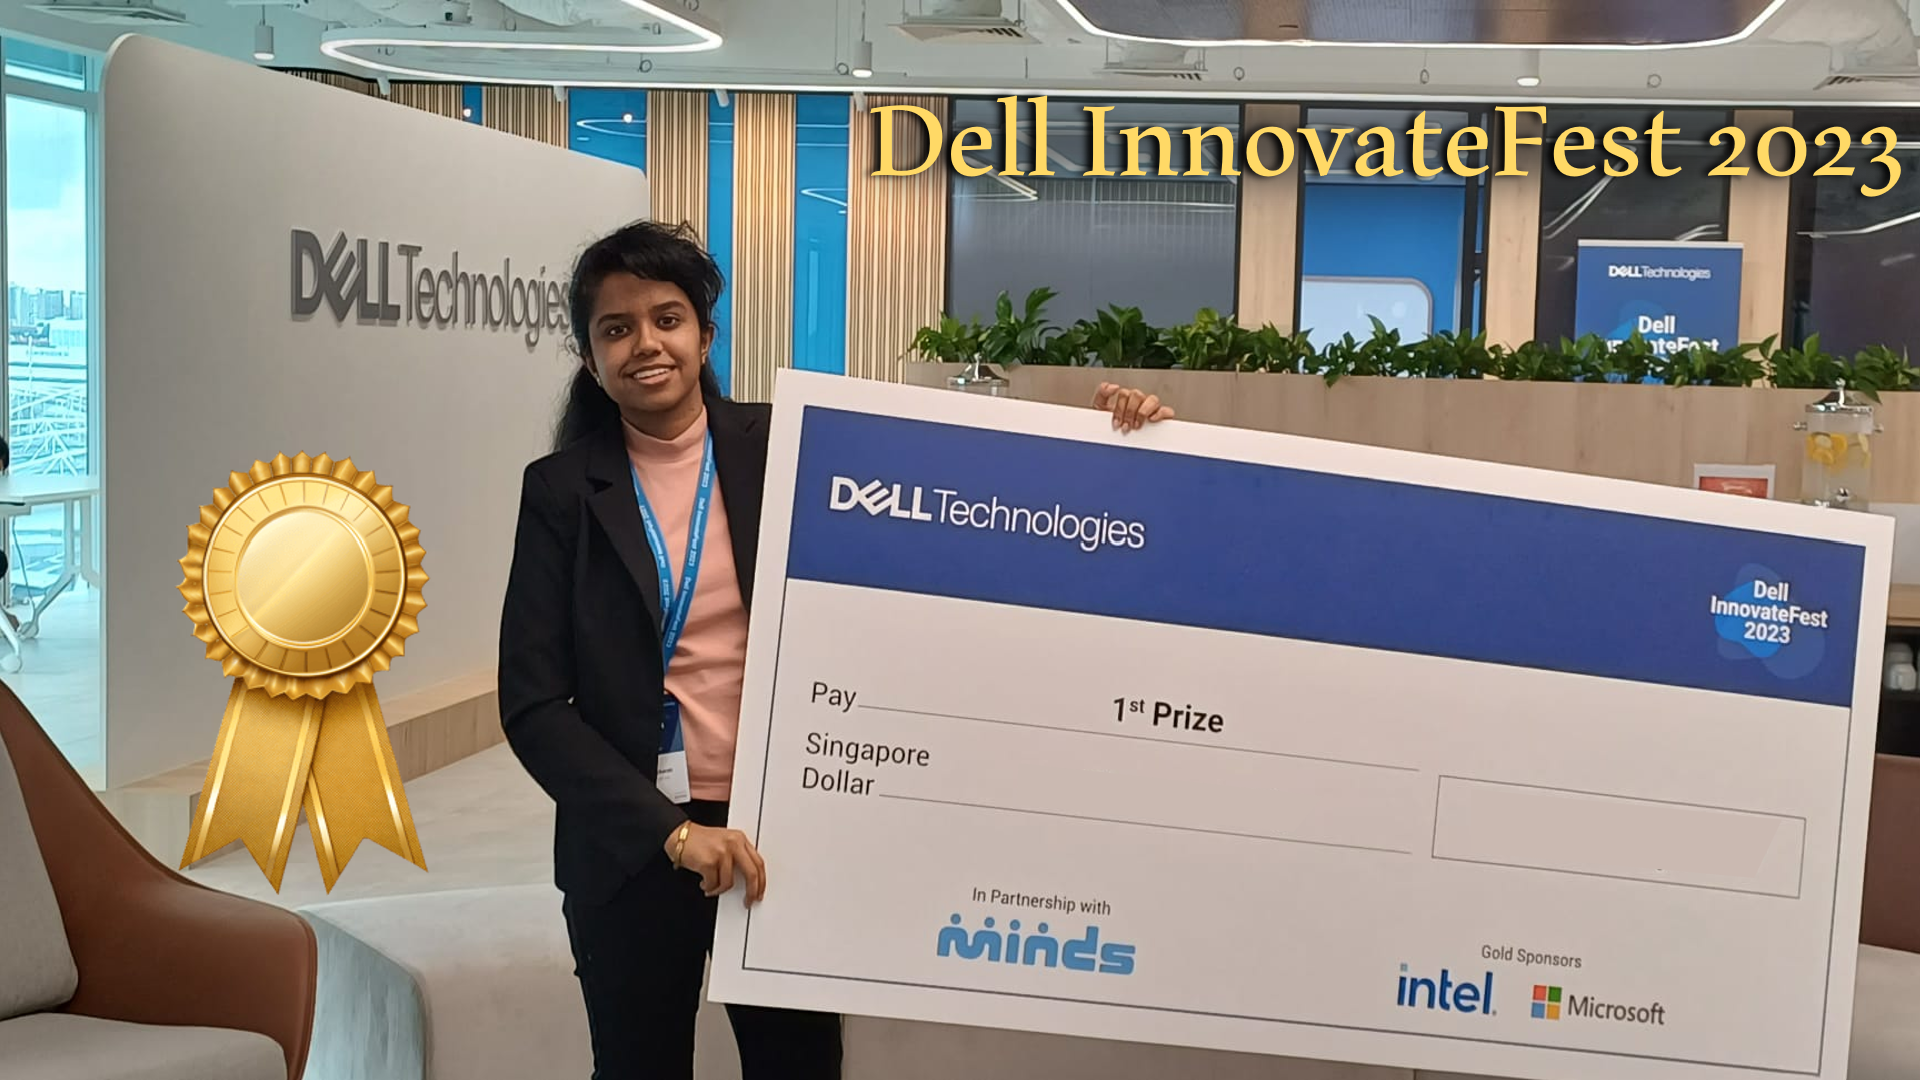 Dell InnovateFest 2023
DELL Technologies
DELL Technologies
Dell
DELL Technologies
Dell
InnovateFest
2023
Pay
1st Prize
Singapore
Dollar
In Partnership with
minds
Gold Sponsors
intel.
Microsoft